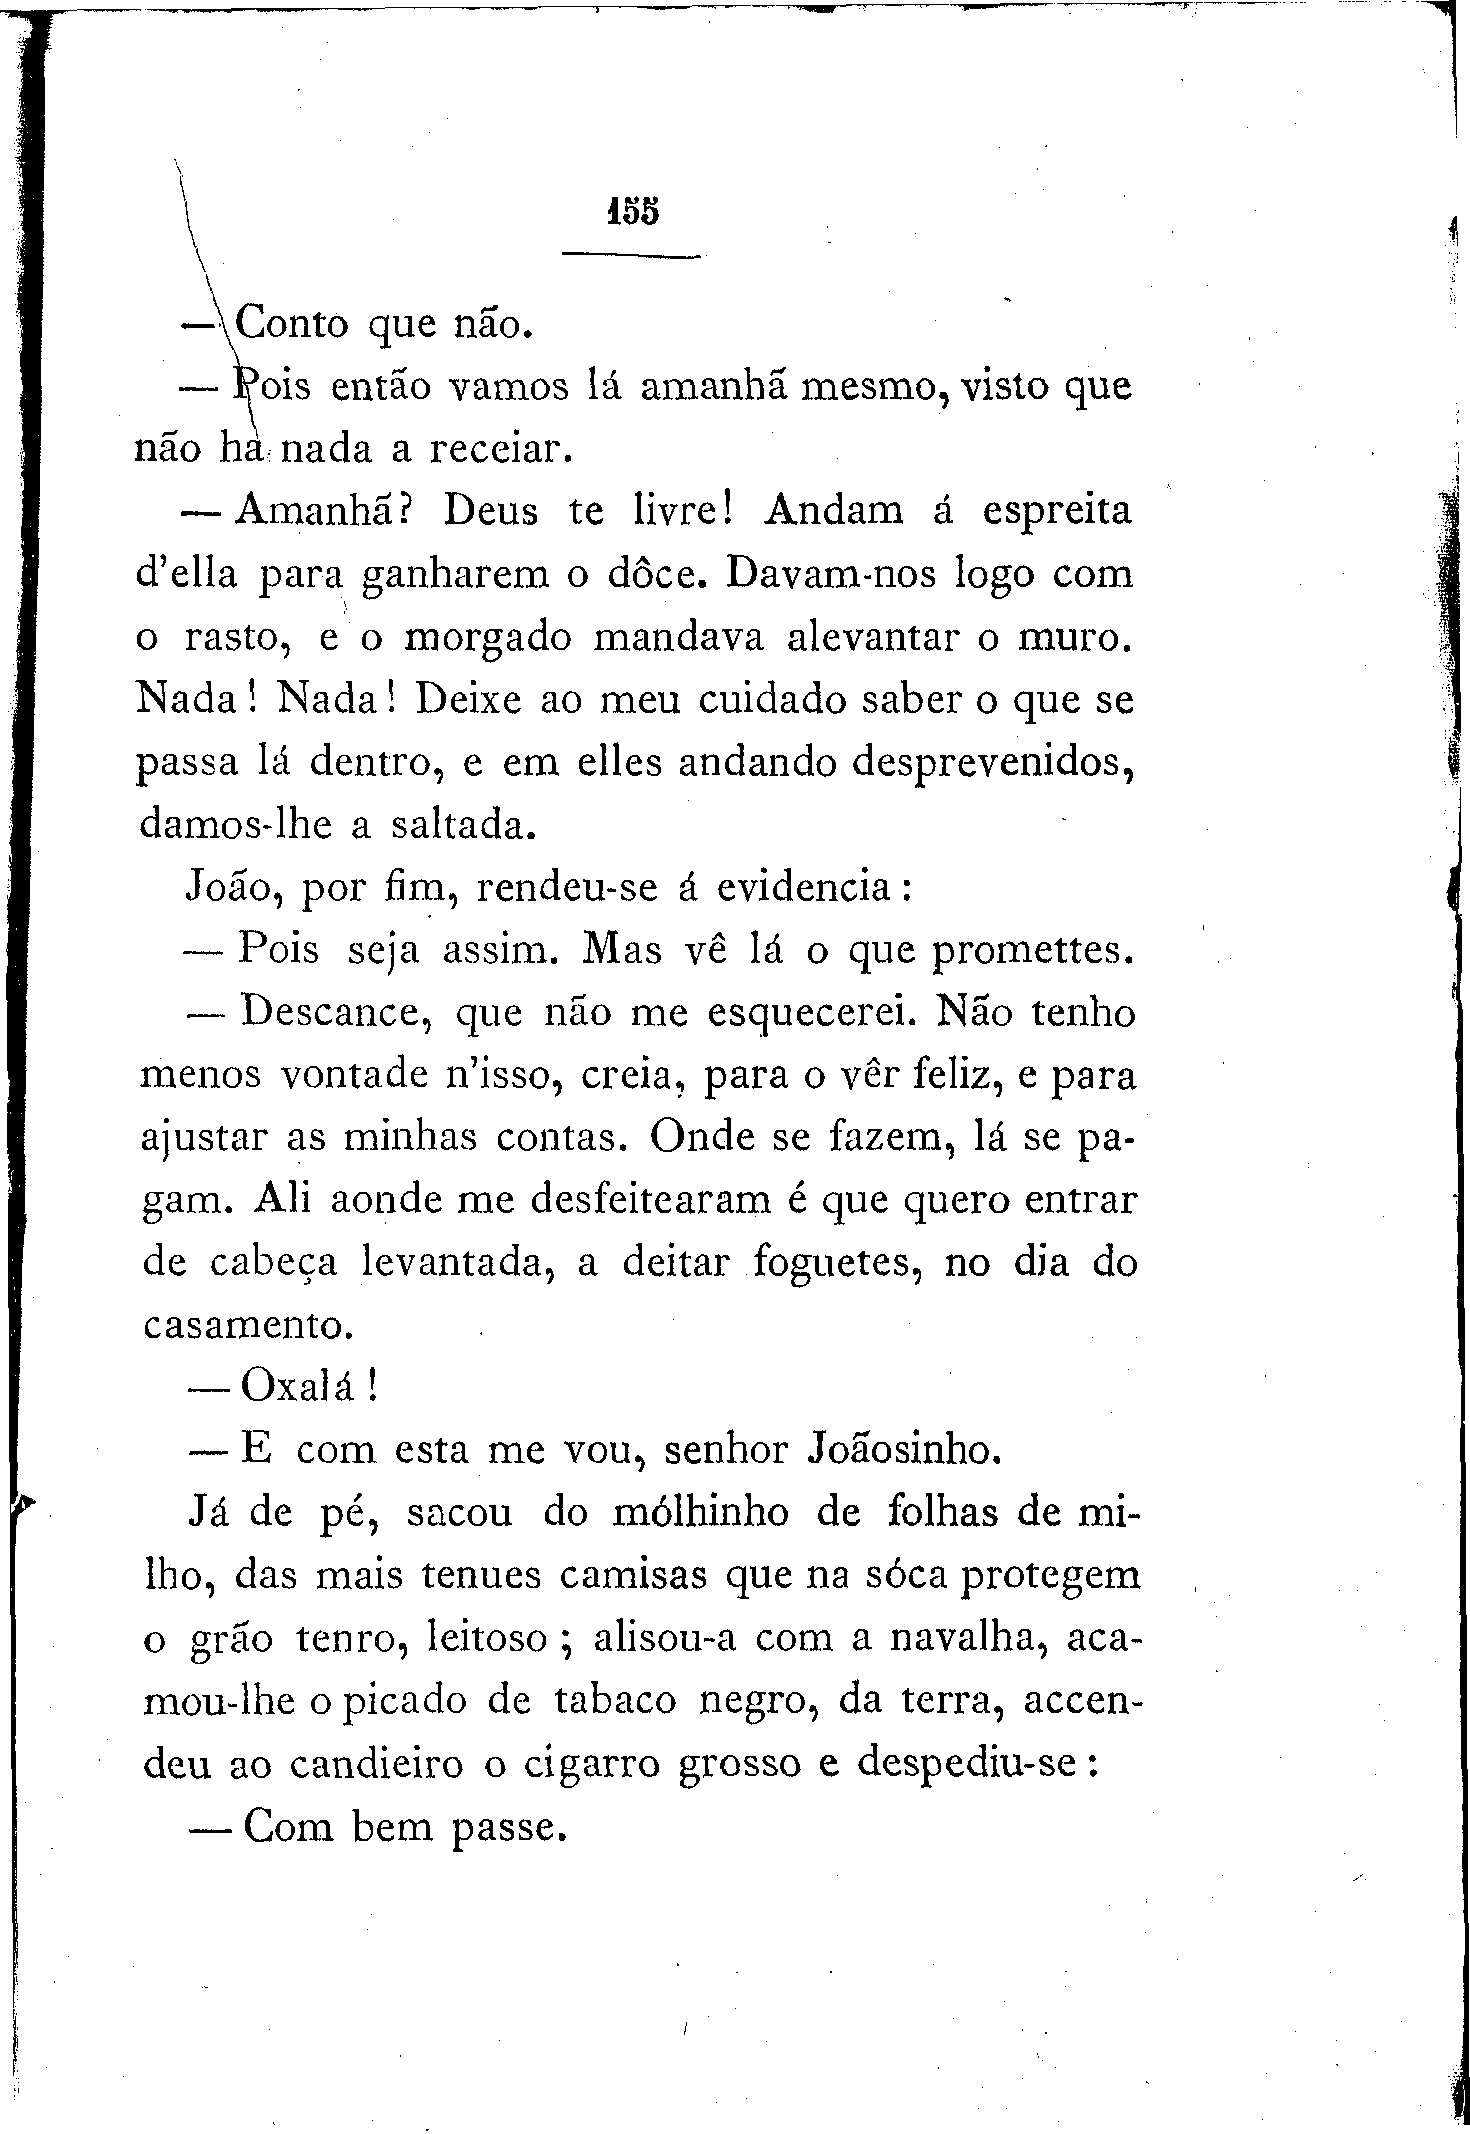 155
— Conto que não.
— Pois então vamos lá amanhã mesmo, visto que
não há nada a receiar.
— Amanhã? Deus te livre! Andam á espreita
d'ella para ganharem o dôce. Davam-nos logo com
o rasto, e o morgado mandava alevantar o muro.
Nada! Nada! Deixe ao meu cuidado saber o que se
passa lá dentro, e em elles andando desprevenidos,
damos-lhe a saltada.
João, por fim, rendeu-se á evidencia:
— Pois seja assim. Mas vê lá o que promettes.
— Descance, que não me esquecerei. Não tenho
menos vontade n'isso, creia, para o vêr feliz, e para
ajustar as minhas contas. Onde se fazem, lá se pa-
gam. Ali aonde me desfeitearam é que quero entrar
de cabeça levantada, a deitar foguetes, no dia do
casamento.
— Oxalá!
— E com esta me vou, senhor Joãosinho.
Já de pé, sacou do mólhinho de folhas de mi-
lho, das mais tenues camisas que na sóca protegem
o grão tenro, leitoso; alisou-a com a navalha, aca-
mou-lhe o picado de tabaco negro, da terra, accen-
deu ao candieiro o cigarro grosso e despediu-se:
— Com bem passe.